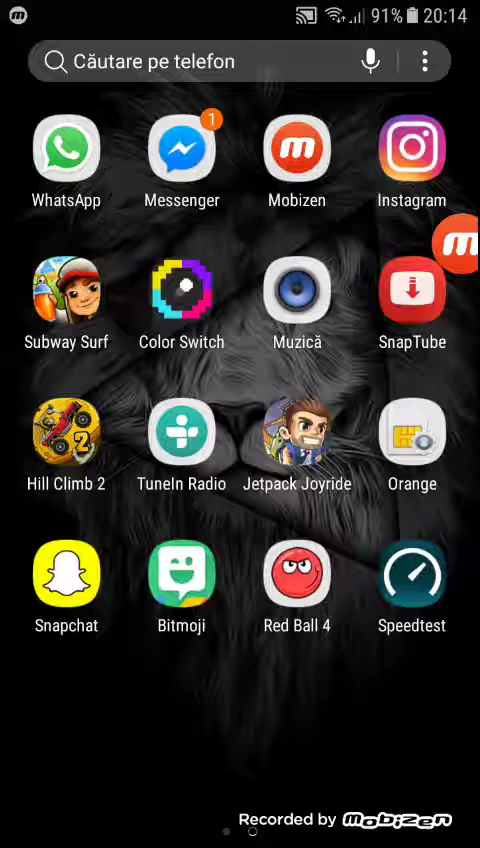 91% 20:14
Căutare pe telefon
1
WhatsApp Messenger Mobizen Instagram
Subway Surf Color Switch Muzică SnapTube
2
Hill Climb 2 TuneIn Radio Jetpack Joyride Orange
Snapchat Bitmoji Red Ball 4 Speedtest
Recorded by Mobizen